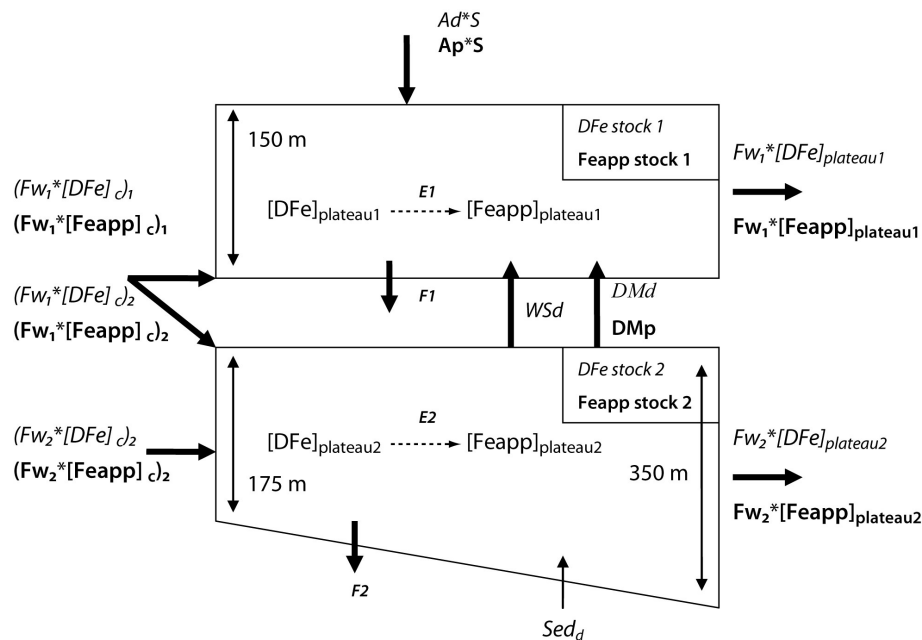 Ad*S
Ap*S
150 m
DFe stock 1
Feapp stock 1
Fw1*[DFe]plateau1
Fw1*[Feapp]plateau1
(Fw1*[DFe] c)1
(Fw1*[Feapp] c)1
[DFe]plateau1
E1
[Feapp]plateau1
(Fw1*[DFe] c)2
(Fw1*[Feapp] c)2
F1
WSd
DMd
DMp
DFe stock 2
Feapp stock 2
(Fw2*[DFe] c)2
(Fw2*[Feapp] c)2
[DFe]plateau2
E2
[Feapp]plateau2
175 m
350 m
Fw2*[DFe]plateau2
Fw2*[Feapp]plateau2
F2
Sedd